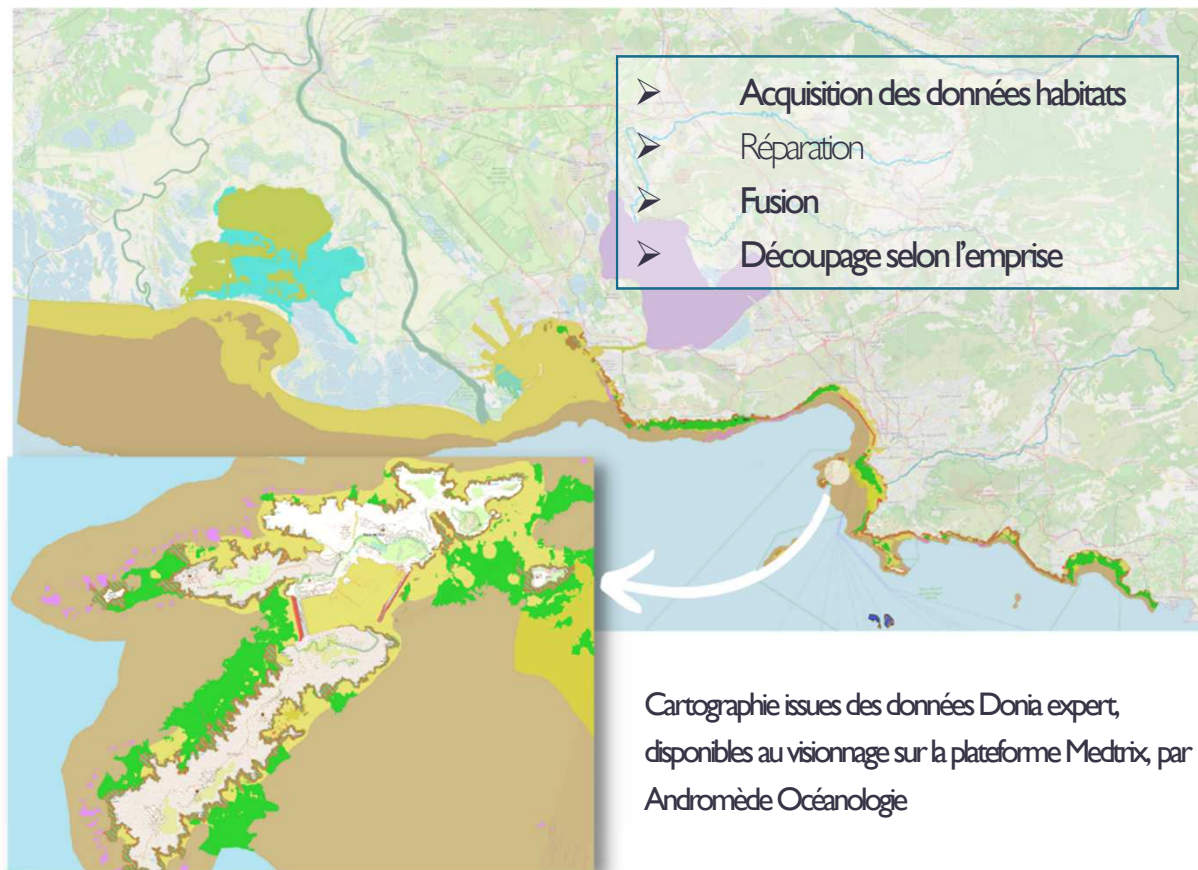 ➢ Acquisition des données habitats
➢ Réparation
➢ Fusion
➢ Découpage selon l'emprise
Cartographie issues des données Donia expert,
disponibles au visionnage sur la plateforme Medtrix, par
Andromède Océanologie